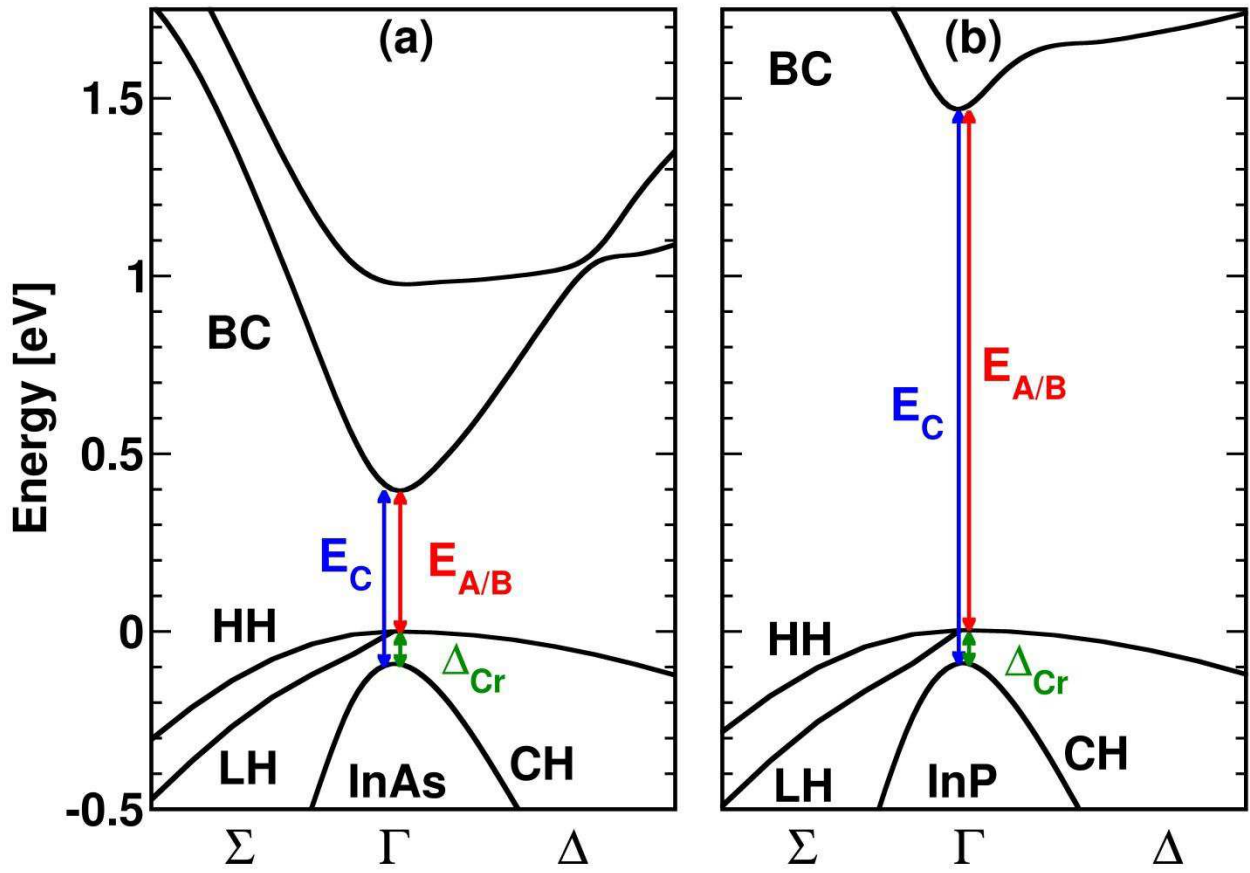 (a)
(b)
Energy [eV]
1.5
1
0.5
0
-0.5
BC
E_C
E_A/B
HH
Δ_Cr
LH
InAs
CH
Σ
Γ
Δ
BC
E_C
E_A/B
HH
Δ_Cr
LH
InP
CH
Σ
Γ
Δ